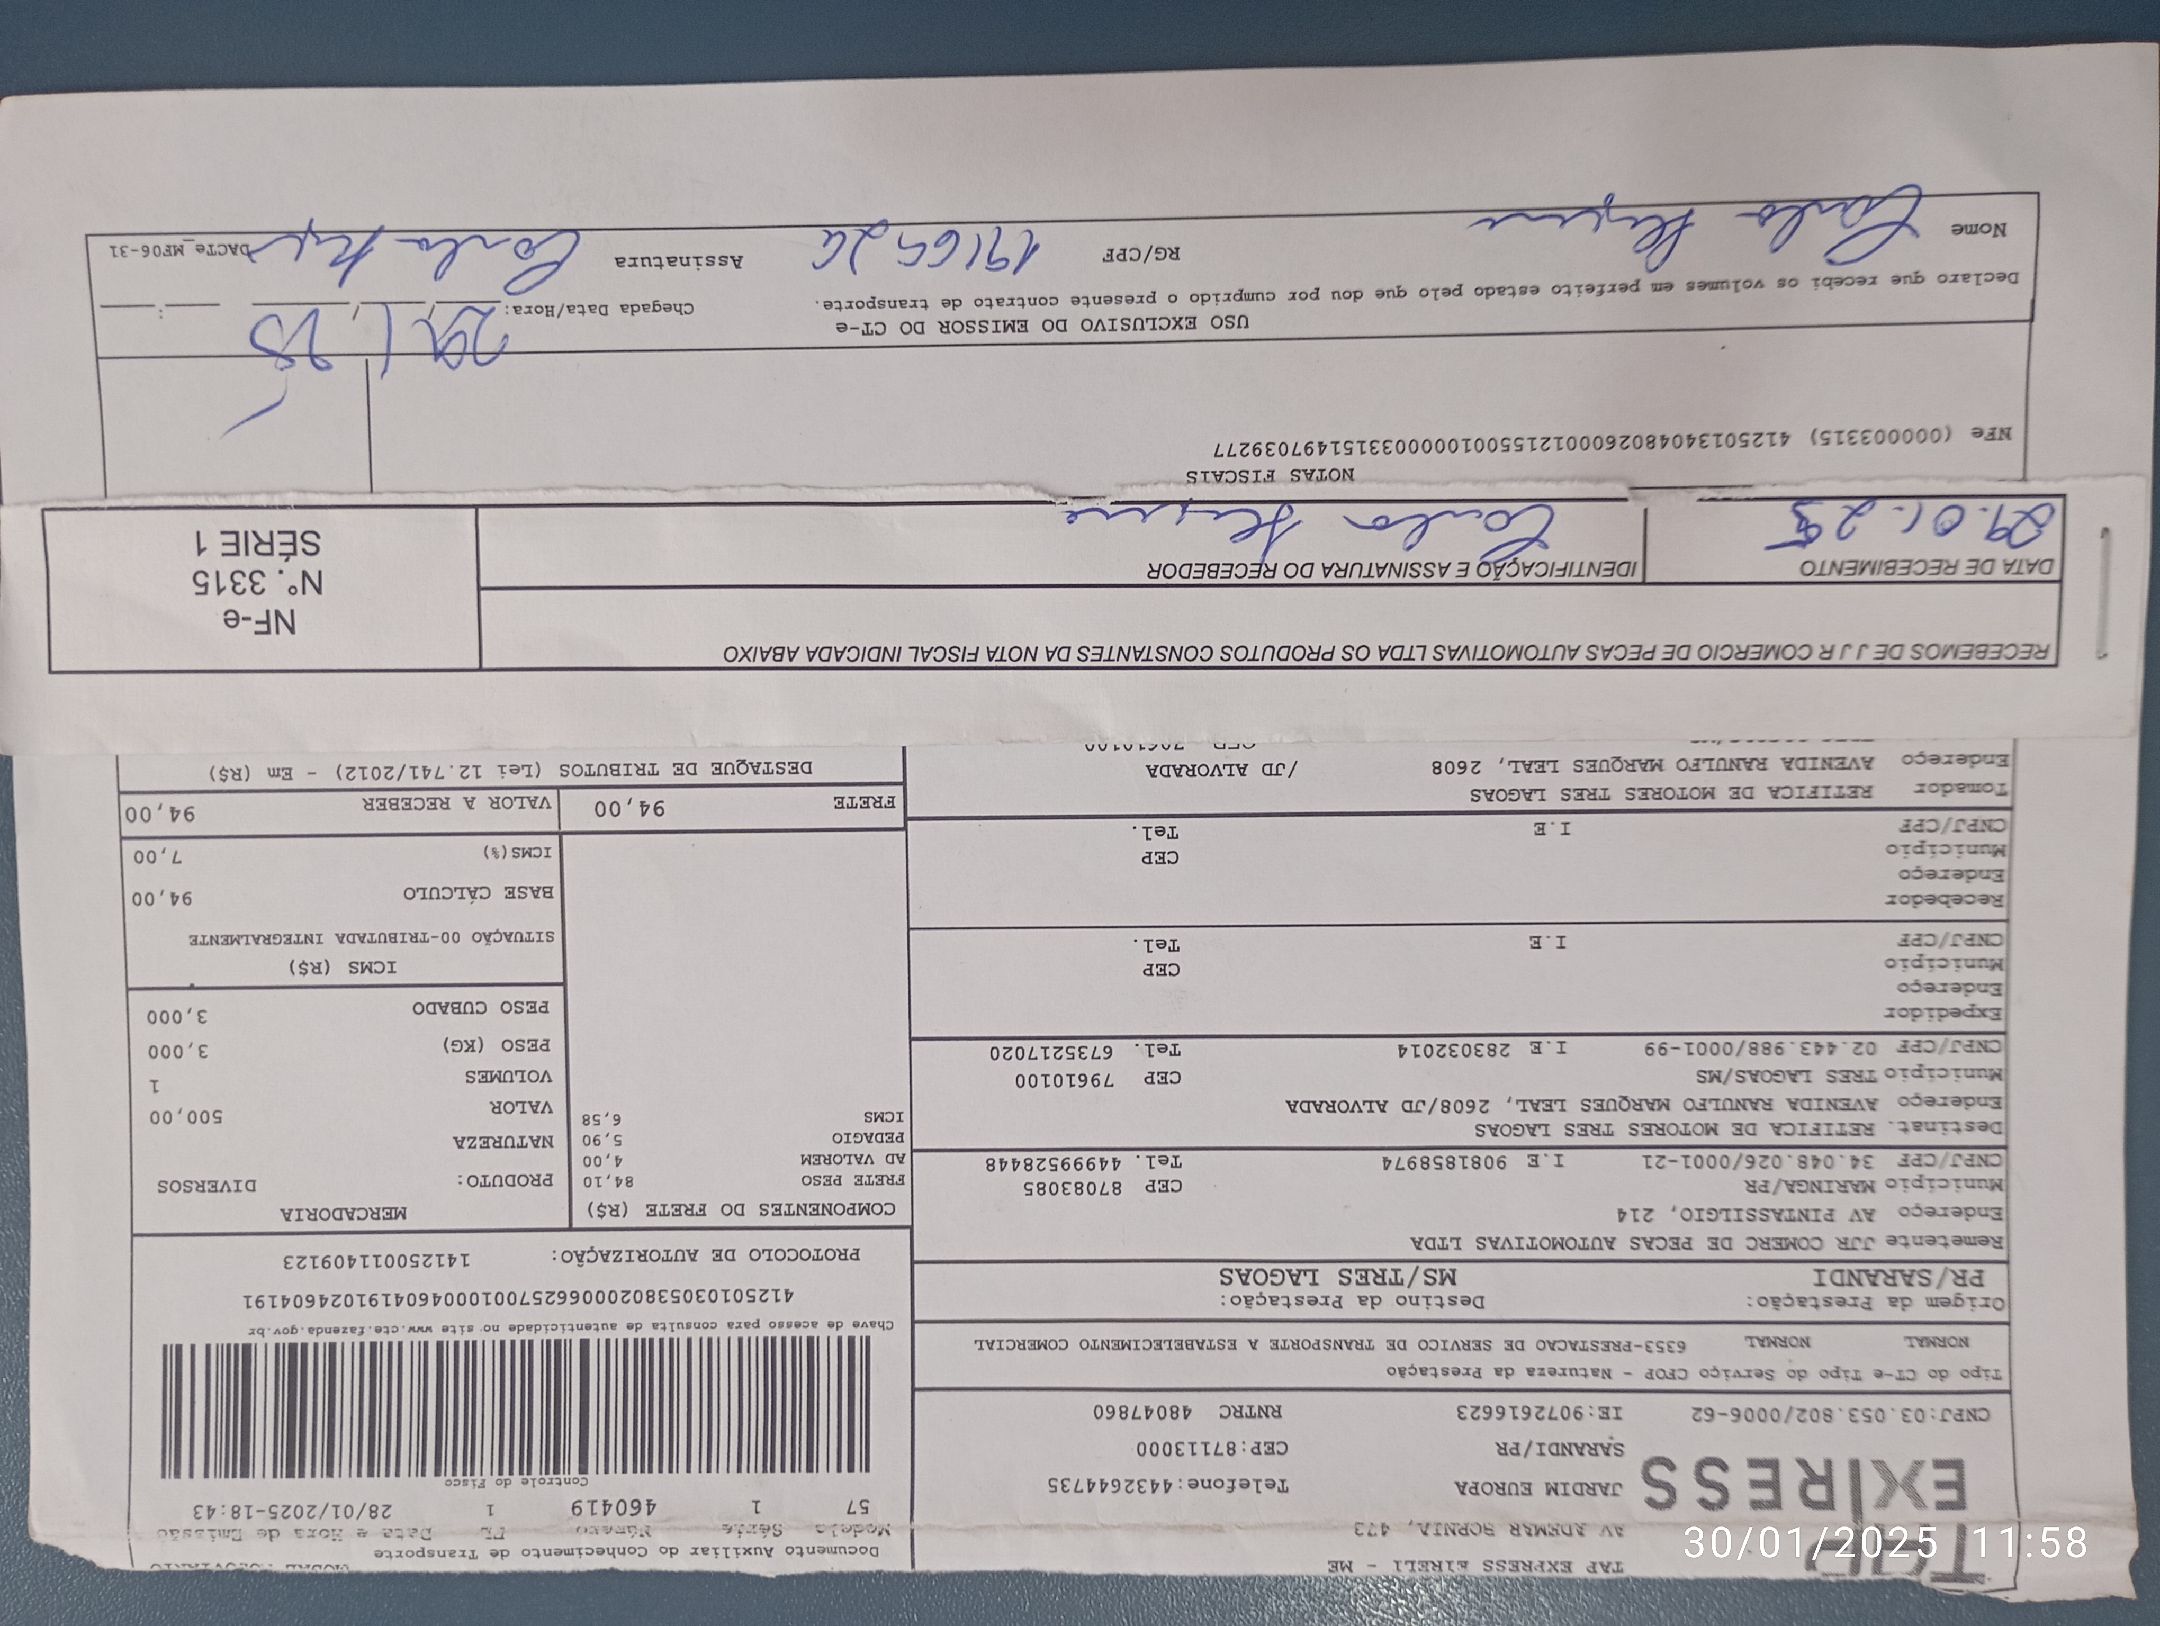 TAP EXPRESS EIRELI - ME
AV ADEMAR BORNIA, 473
EXPRESS
JARDIM EUROPA
Telefone:4432644735
SARANDI/PR
CEP:87113000
CNPJ:03.053.802/0006-62
IE:9072616623
RNTRC 48047860
Documento Auxiliar do Conhecimento de Transporte
Modelo Série Número FL Data e Hora de Emissão
57 1 460419 1 28/01/2025-18:43
Controle do Fisco
Chave de acesso para consulta de autenticidade no site www.cte.fazenda.gov.br
41250103053802000662570010004604191024604191
PROTOCOLO DE AUTORIZAÇÃO: 141250011409123
Tipo do CT-e Tipo do Serviço CFOP - Natureza da Prestação
NORMAL NORMAL 6353-PRESTACAO DE SERVICO DE TRANSPORTE A ESTABELECIMENTO COMERCIAL
Origem da Prestação: Destino da Prestação:
PR/SARANDI MS/TRES LAGOAS
Remetente JJR COMERC DE PECAS AUTOMOTIVAS LTDA
Endereço AV PINTASSILGIO, 214
Município MARINGA/PR CEP 87083085
CNPJ/CPF 34.048.026/0001-21 I.E 9081858974 Tel. 44999528448
Destinat. RETIFICA DE MOTORES TRES LAGOAS
Endereço AVENIDA RANULFO MARQUES LEAL, 2608/JD ALVORADA
Município TRES LAGOAS/MS CEP 79610100
CNPJ/CPF 02.443.988/0001-99 I.E 283032014 Tel. 6735217020
Expedidor
Endereço
Município CEP
CNPJ/CPF I.E Tel.
Recebedor
Endereço
Município CEP
CNPJ/CPF I.E Tel.
Tomador RETIFICA DE MOTORES TRES LAGOAS
Endereço AVENIDA RANULFO MARQUES LEAL, 2608 /JD ALVORADA
CEP 79610100
COMPONENTES DO FRETE (R$)
FRETE PESO 84,10
AD VALOREM 4,00
PEDAGIO 5,90
ICMS 6,58
MERCADORIA
PRODUTO: DIVERSOS
NATUREZA
VALOR 500,00
VOLUMES 1
PESO (KG) 3,000
PESO CUBADO 3,000
ICMS (R$)
SITUAÇÃO 00-TRIBUTADA INTEGRALMENTE
BASE CÁLCULO 94,00
ICMS(%) 7,00
FRETE 94,00 VALOR A RECEBER 94,00
DESTAQUE DE TRIBUTOS (Lei 12.741/2012) - Em (R$)
RECEBEMOS DE J J R COMERCIO DE PECAS AUTOMOTIVAS LTDA OS PRODUTOS CONSTANTES DA NOTA FISCAL INDICADA ABAIXO
NF-e
Nº. 3315
SÉRIE 1
DATA DE RECEBIMENTO
IDENTIFICAÇÃO E ASSINATURA DO RECEBEDOR
29.01.25
NOTAS FISCAIS
NFe (000003315) 41250134048026000121550010000033151497039277
USO EXCLUSIVO DO EMISSOR DO CT-e
Declaro que recebi os volumes em perfeito estado pelo que dou por cumprido o presente contrato de transporte.
Chegada Data/Hora: 29/1/25
Nome
RG/CPF
Assinatura
DACTe_MF06-31
30/01/2025 11:58